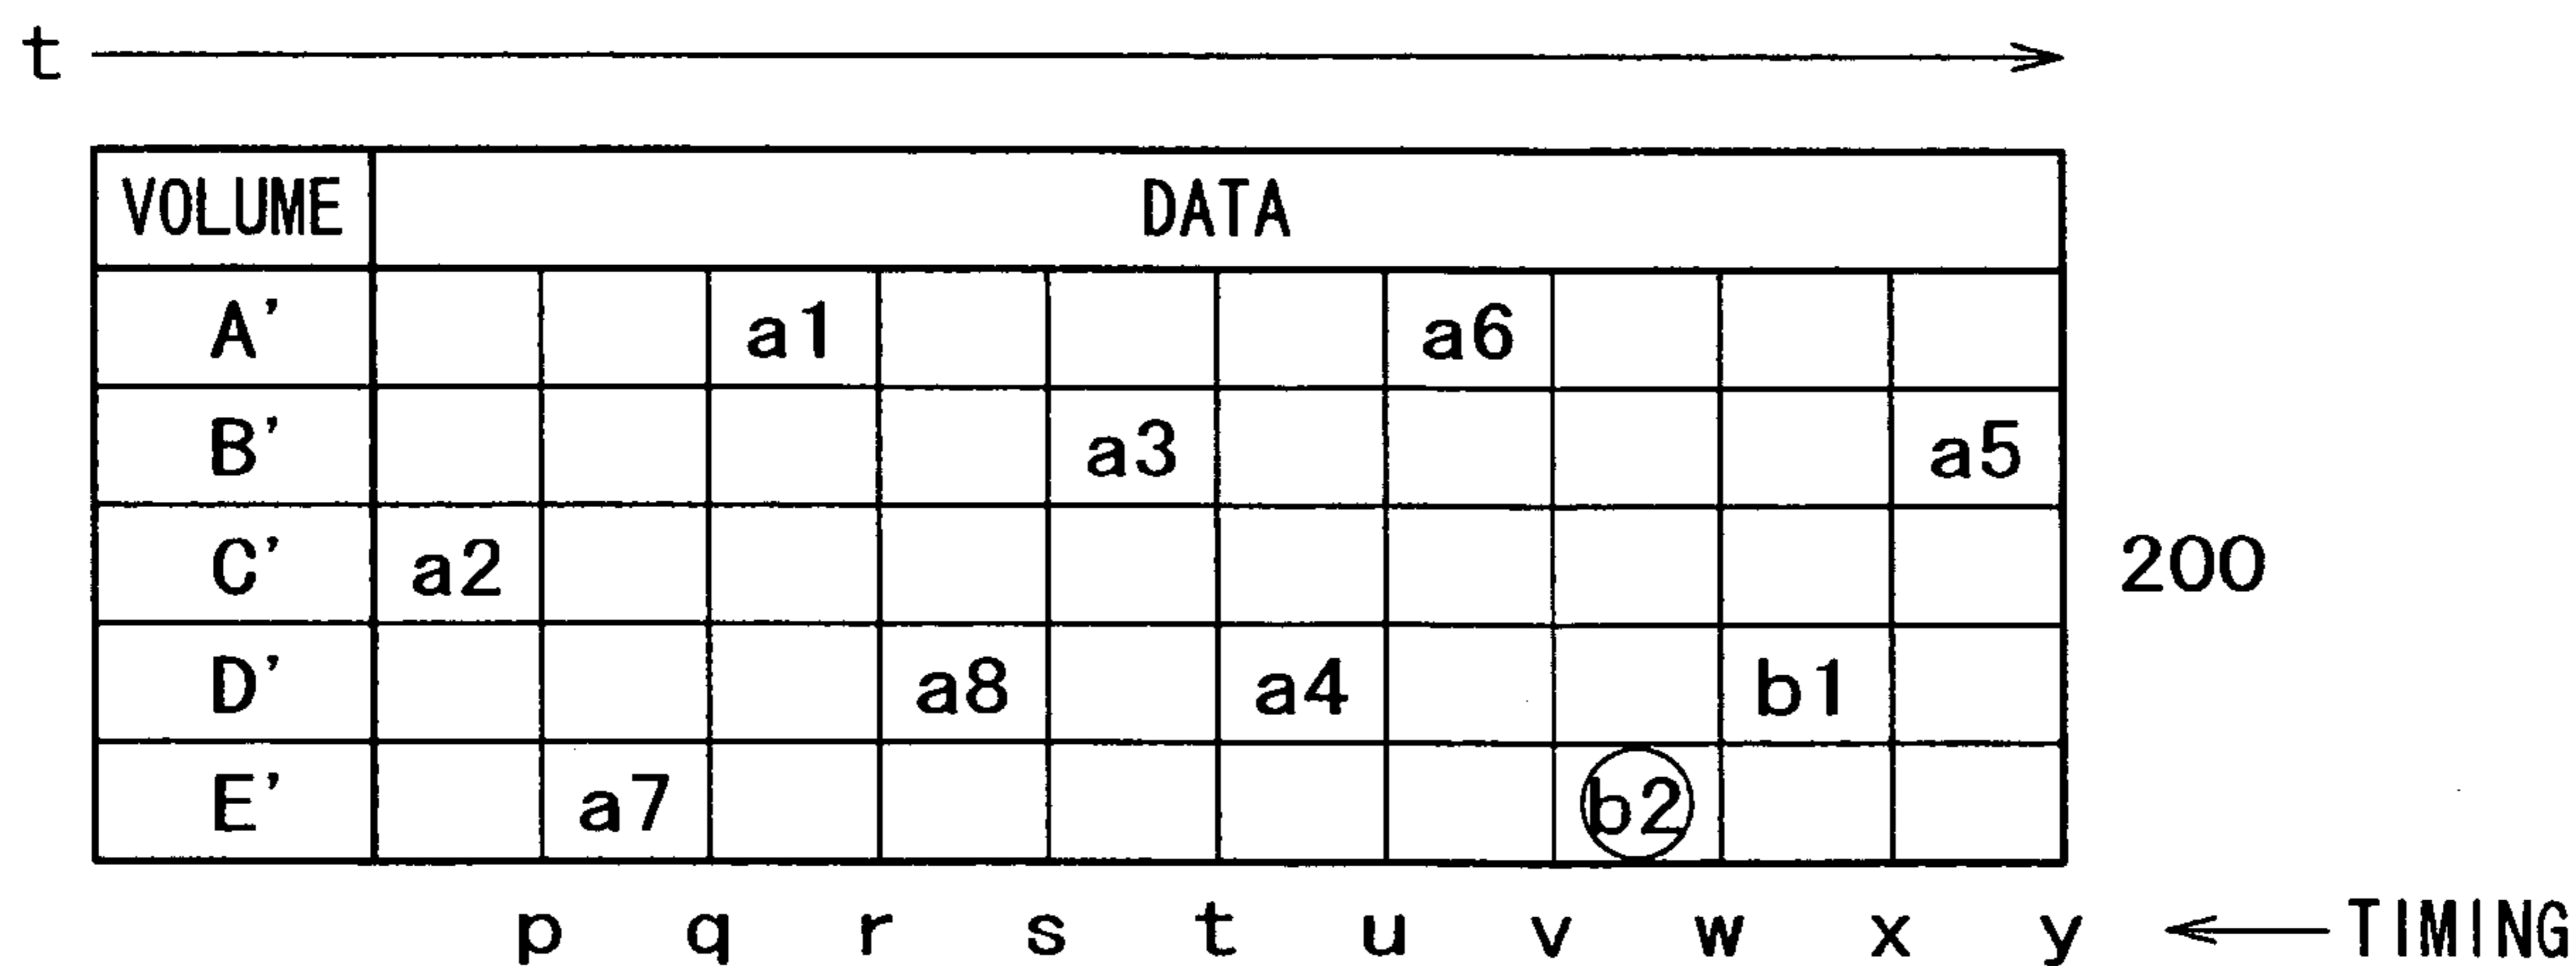 t
VOLUME DATA
A' a1 a6
B' a3 a5
C' a2
200
D' a8 a4 b1
E' a7 b2
p q r s t u v w x y TIMING